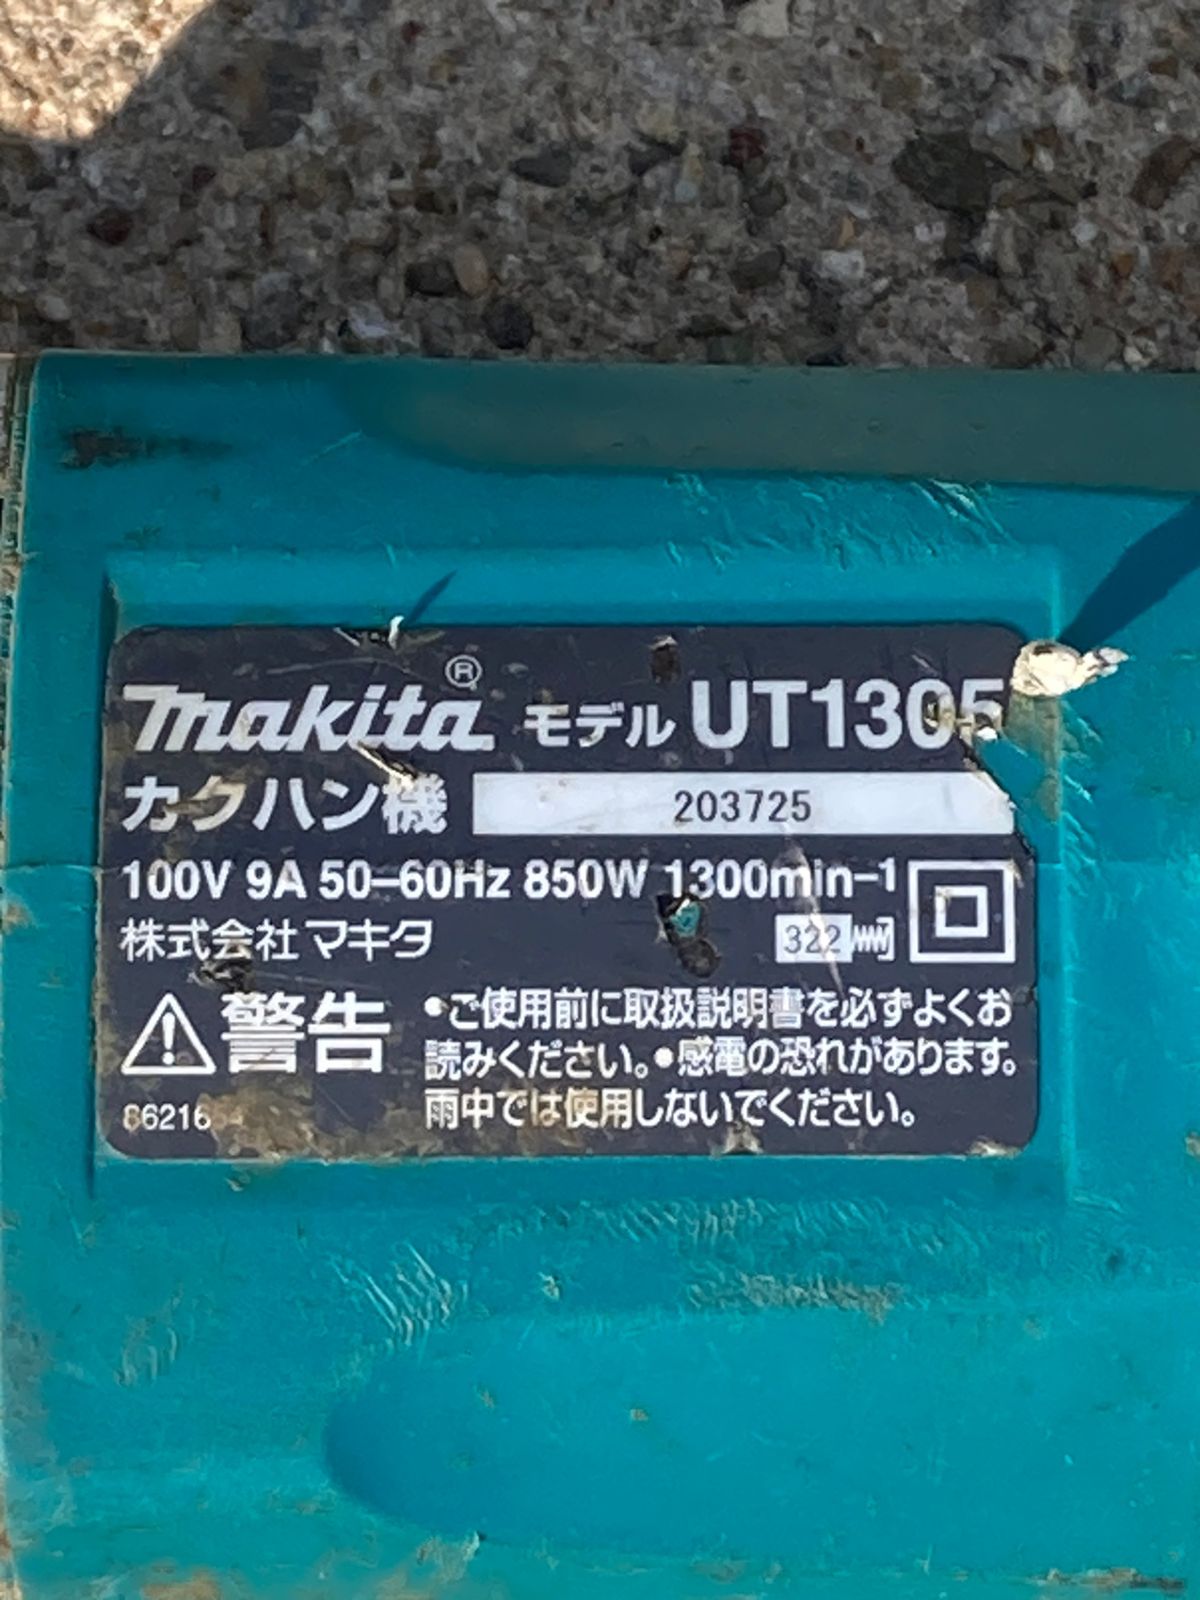 makita® モデル UT1305
カクハン機 203725
100V 9A 50–60Hz 850W 1300min-1
株式会社 マキタ 322
警告
•ご使用前に取扱説明書を必ずよくお
読みください。•感電の恐れがあります。
雨中では使用しないでください。